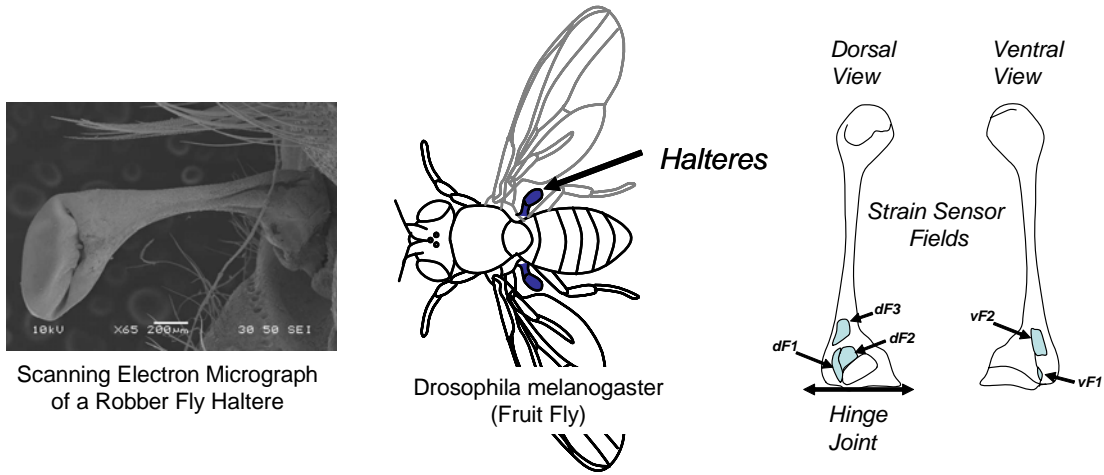 10kV X65 200µm 30 50 SEI
Scanning Electron Micrograph
of a Robber Fly Haltere
Halteres
Drosophila melanogaster
(Fruit Fly)
Dorsal
View
Ventral
View
Strain Sensor
Fields
dF3
dF2
dF1
vF2
vF1
Hinge
Joint